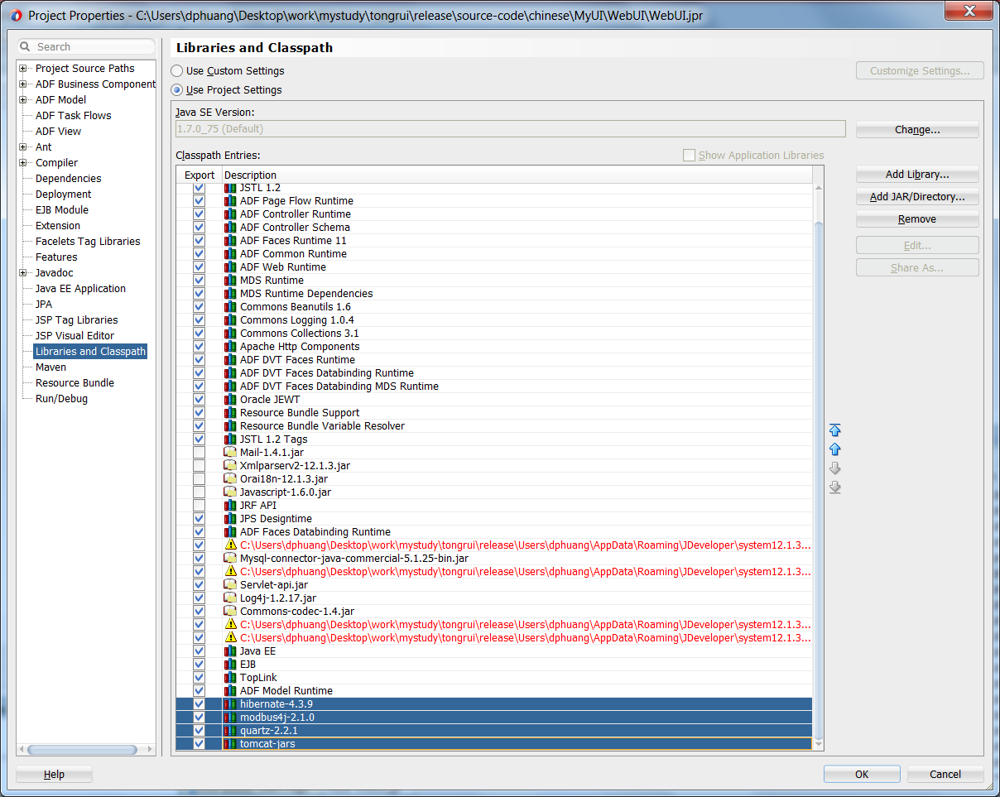 Project Properties - C:\Users\dphuang\Desktop\work\mystudy\tongrui\release\source-code\chinese\MyUI\WebUI\WebUI.jpr
Search
Project Source Paths
ADF Business Component
ADF Model
ADF Task Flows
ADF View
Ant
Compiler
Dependencies
Deployment
EJB Module
Extension
Facelets Tag Libraries
Features
Javadoc
Java EE Application
JPA
JSP Tag Libraries
JSP Visual Editor
Libraries and Classpath
Maven
Resource Bundle
Run/Debug
Libraries and Classpath
Use Custom Settings
Customize Settings...
Use Project Settings
Java SE Version:
1.7.0_75 (Default)
Change...
Classpath Entries:
Show Application Libraries
Export Description
JSTL 1.2
ADF Page Flow Runtime
ADF Controller Runtime
ADF Controller Schema
ADF Faces Runtime 11
ADF Common Runtime
ADF Web Runtime
MDS Runtime
MDS Runtime Dependencies
Commons Beanutils 1.6
Commons Logging 1.0.4
Commons Collections 3.1
Apache Http Components
ADF DVT Faces Runtime
ADF DVT Faces Databinding Runtime
ADF DVT Faces Databinding MDS Runtime
Oracle JEWT
Resource Bundle Support
Resource Bundle Variable Resolver
JSTL 1.2 Tags
Mail-1.4.1.jar
Xmlparserv2-12.1.3.jar
Orai18n-12.1.3.jar
Javascript-1.6.0.jar
JRF API
JPS Designtime
ADF Faces Databinding Runtime
C:\Users\dphuang\Desktop\work\mystudy\tongrui\release\Users\dphuang\AppData\Roaming\JDeveloper\system12.1.3...
Mysql-connector-java-commercial-5.1.25-bin.jar
C:\Users\dphuang\Desktop\work\mystudy\tongrui\release\Users\dphuang\AppData\Roaming\JDeveloper\system12.1.3...
Servlet-api.jar
Log4j-1.2.17.jar
Commons-codec-1.4.jar
C:\Users\dphuang\Desktop\work\mystudy\tongrui\release\Users\dphuang\AppData\Roaming\JDeveloper\system12.1.3...
C:\Users\dphuang\Desktop\work\mystudy\tongrui\release\Users\dphuang\AppData\Roaming\JDeveloper\system12.1.3...
Java EE
EJB
TopLink
ADF Model Runtime
hibernate-4.3.9
modbus4j-2.1.0
quartz-2.2.1
tomcat-jars
Add Library...
Add JAR/Directory...
Remove
Edit...
Share As...
Help
OK
Cancel